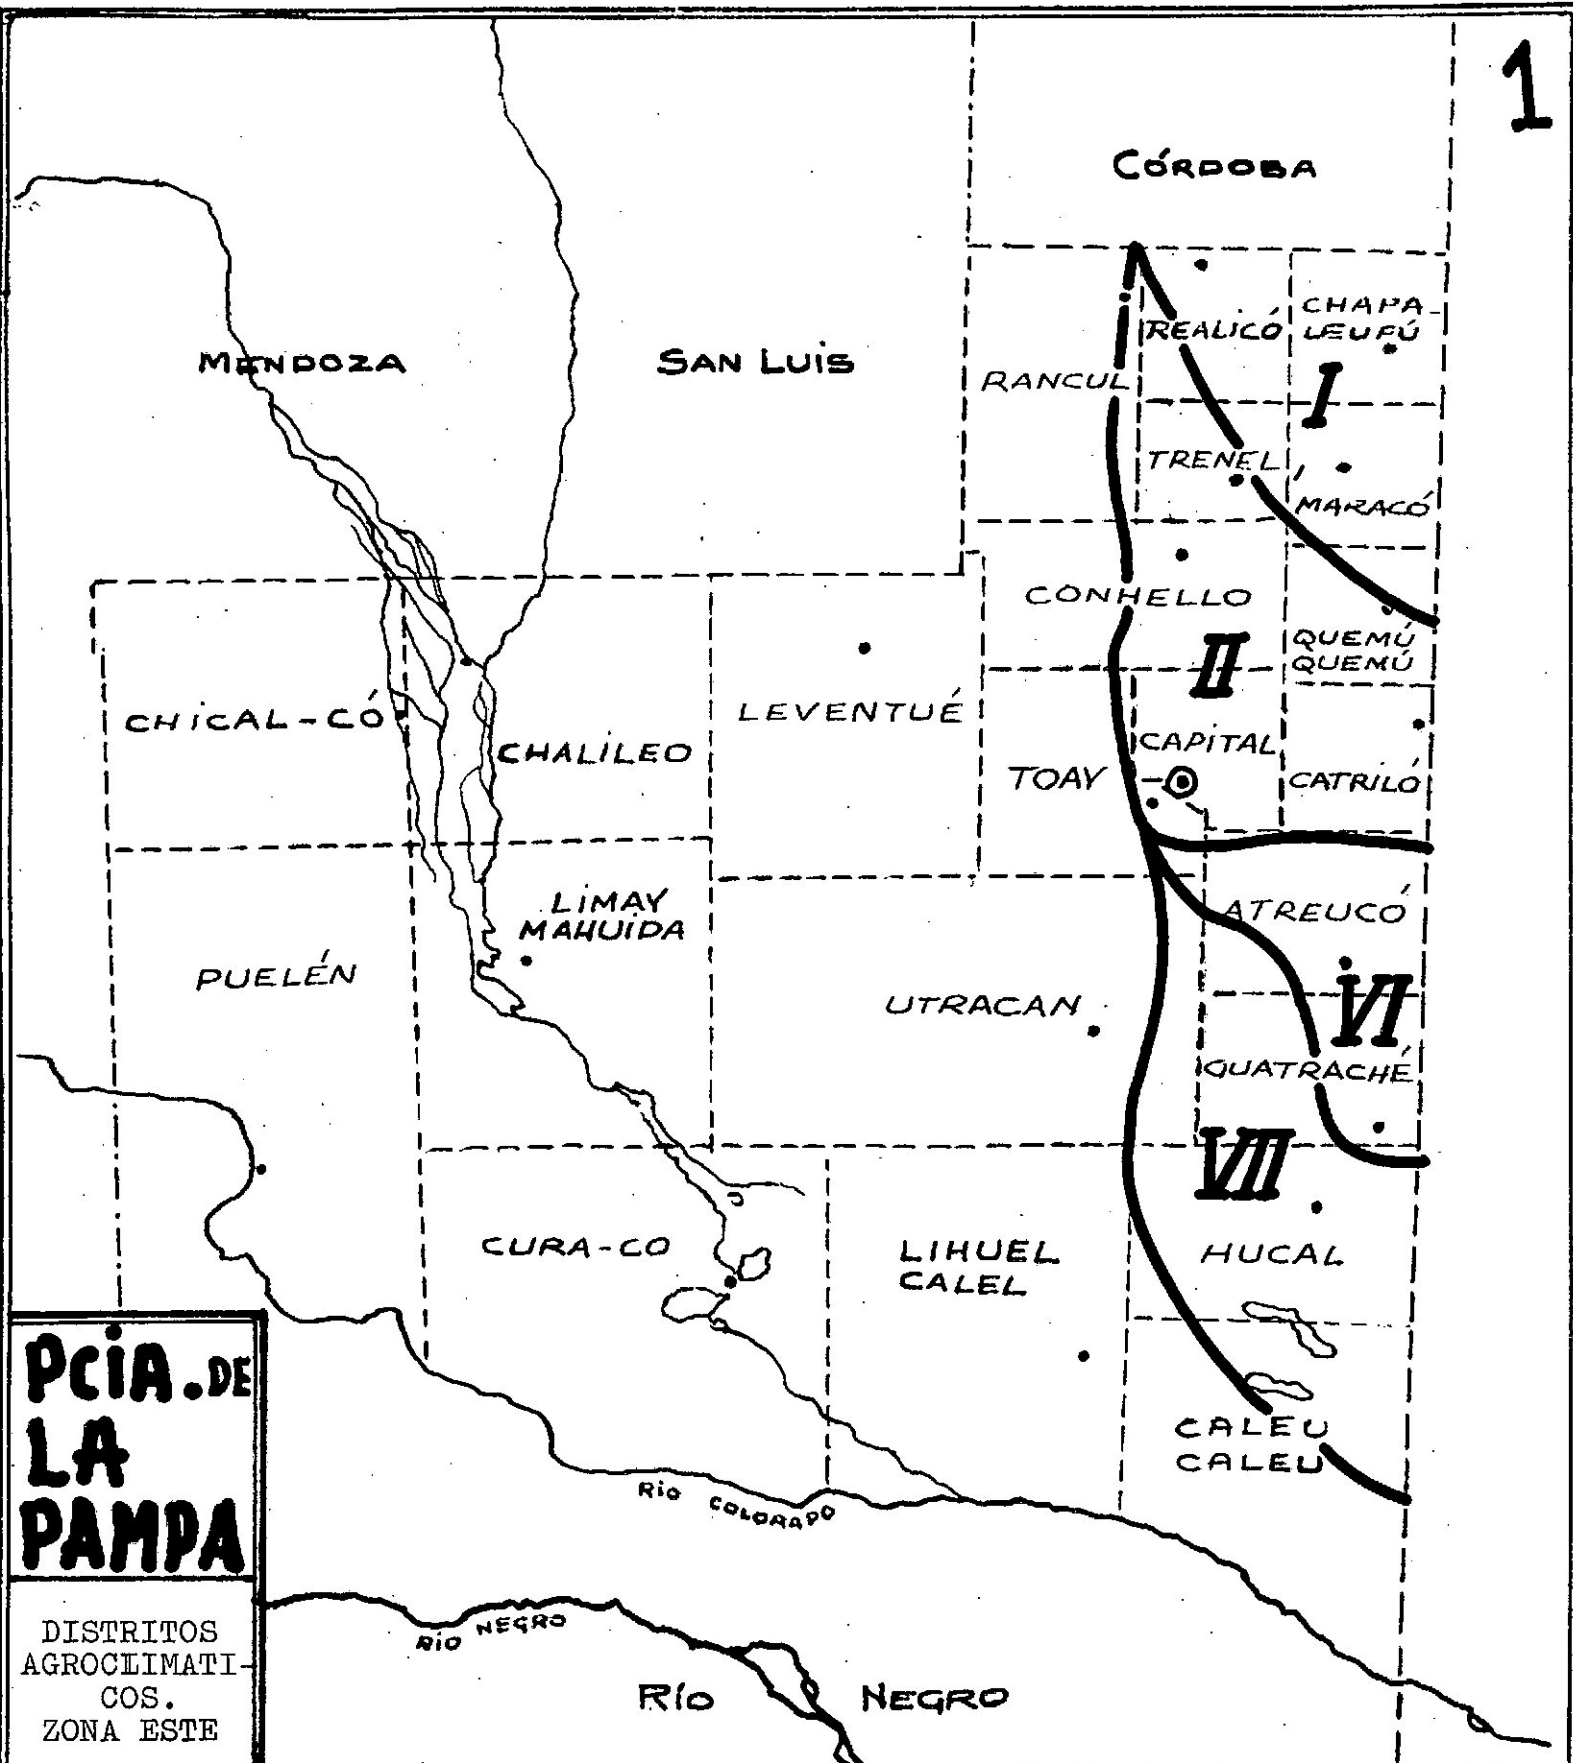 1
CÓRDOBA
MENDOZA
SAN LUIS
REALICÓ
CHAPA-
LEUFÚ
RANCUL
I
TRENEL
MARACÓ
CONHELLO
II
QUEMÚ
QUEMÚ
CHICAL-CÓ
CHALILEO
LEVENTUÉ
TOAY
CAPITAL
CATRILÓ
LIMAY
MAHUIDA
PUELÉN
ATREUCÓ
UTRACAN
VI
GUATRACHÉ
VII
CURA-CO
LIHUEL
CALEL
HUCAL
CALEU
CALEU
PCIA. DE
LA
PAMPA
RIO COLORADO
DISTRITOS
AGROCLIMATI-
COS.
ZONA ESTE
RIO NEGRO
RÍO NEGRO